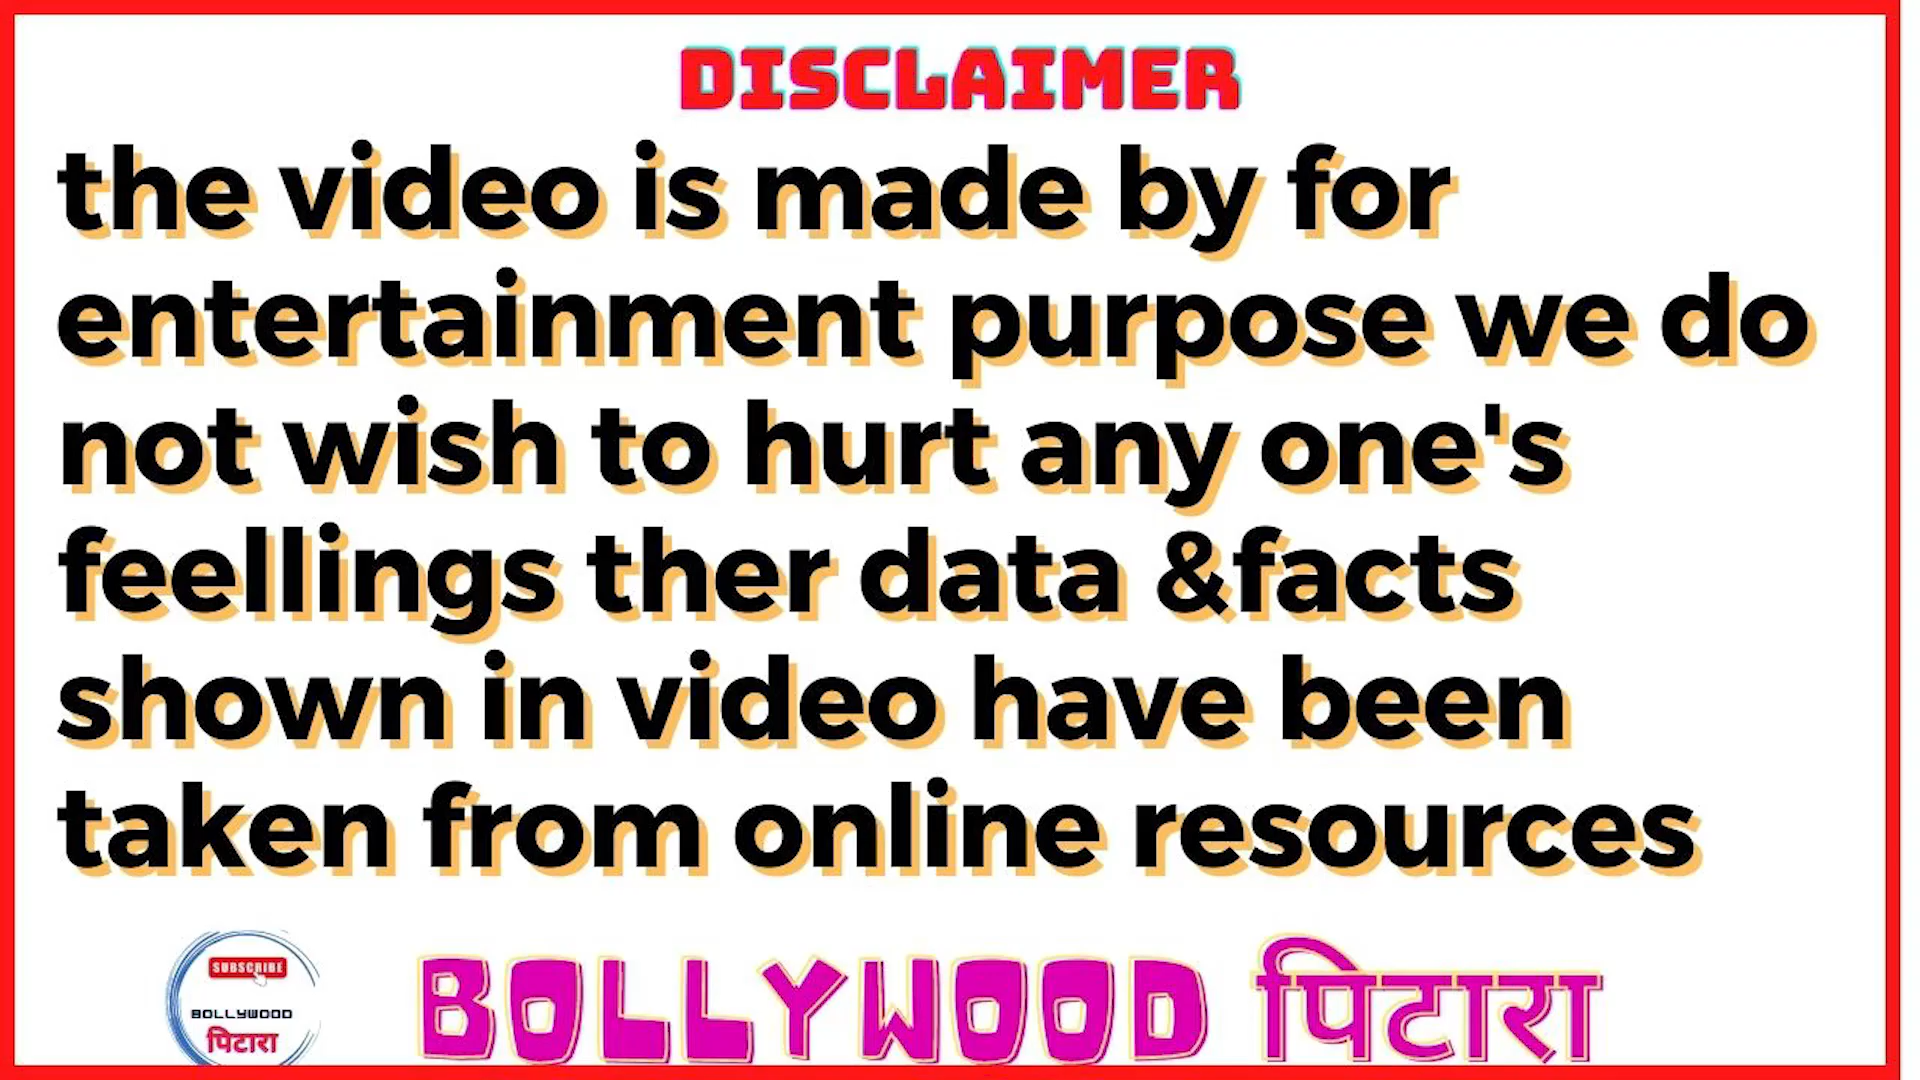 DISCLAIMER
the video is made by for
entertainment purpose we do
not wish to hurt any one's
feellings ther data &facts
shown in video have been
taken from online resources
SUBSCRIBE
BOLLYWOOD
पिटारा
BOLLYWOOD पिटारा